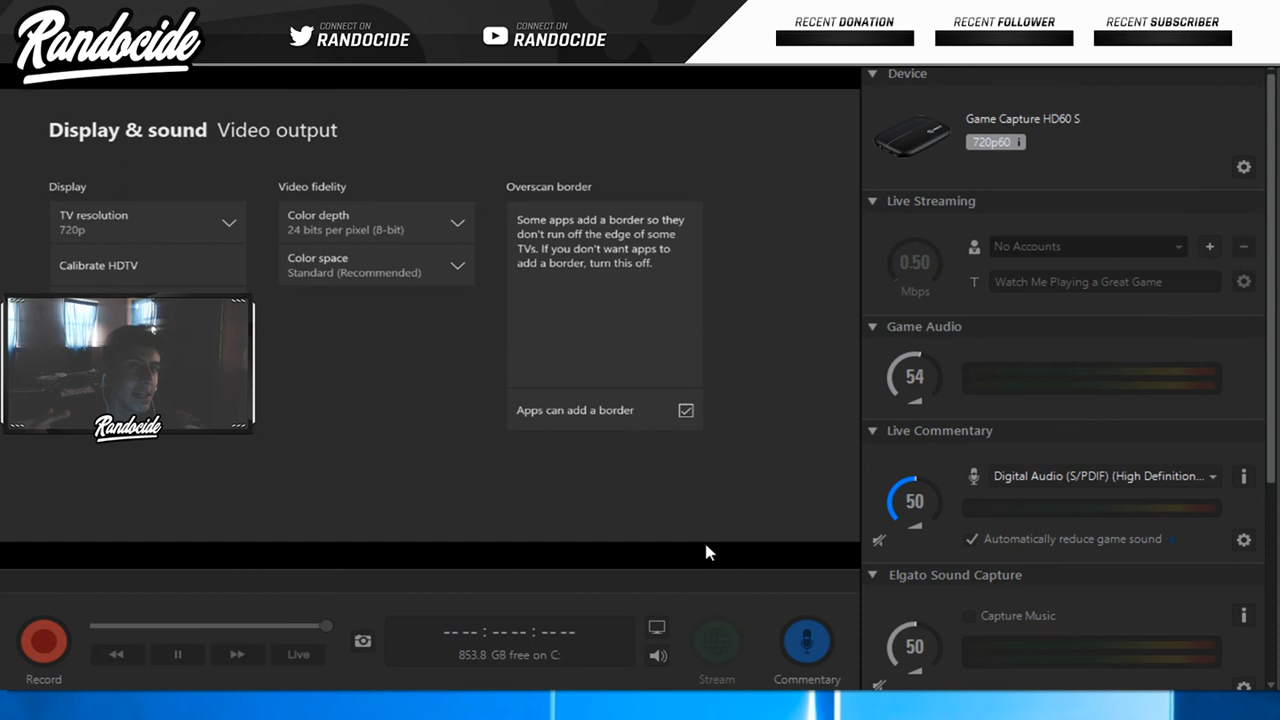 Randocide
CONNECT ON
RANDOCIDE
CONNECT ON
RANDOCIDE
RECENT DONATION
RECENT FOLLOWER
RECENT SUBSCRIBER
Display & sound Video output
Display
TV resolution
720p
Calibrate HDTV
Video fidelity
Color depth
24 bits per pixel (8-bit)
Color space
Standard (Recommended)
Overscan border
Some apps add a border so they
don't run off the edge of some
TVs. If you don't want apps to
add a border, turn this off.
Apps can add a border
Randocide
Device
Game Capture HD60 S
720p60 i
Live Streaming
0.50
Mbps
No Accounts
+ −
T Watch Me Playing a Great Game
Game Audio
54
Live Commentary
50
Digital Audio (S/PDIF) (High Definition...
i
Automatically reduce game sound
Elgato Sound Capture
50
Capture Music
i
Record
Live
----:----:----
853.8 GB free on C:
Stream
Commentary